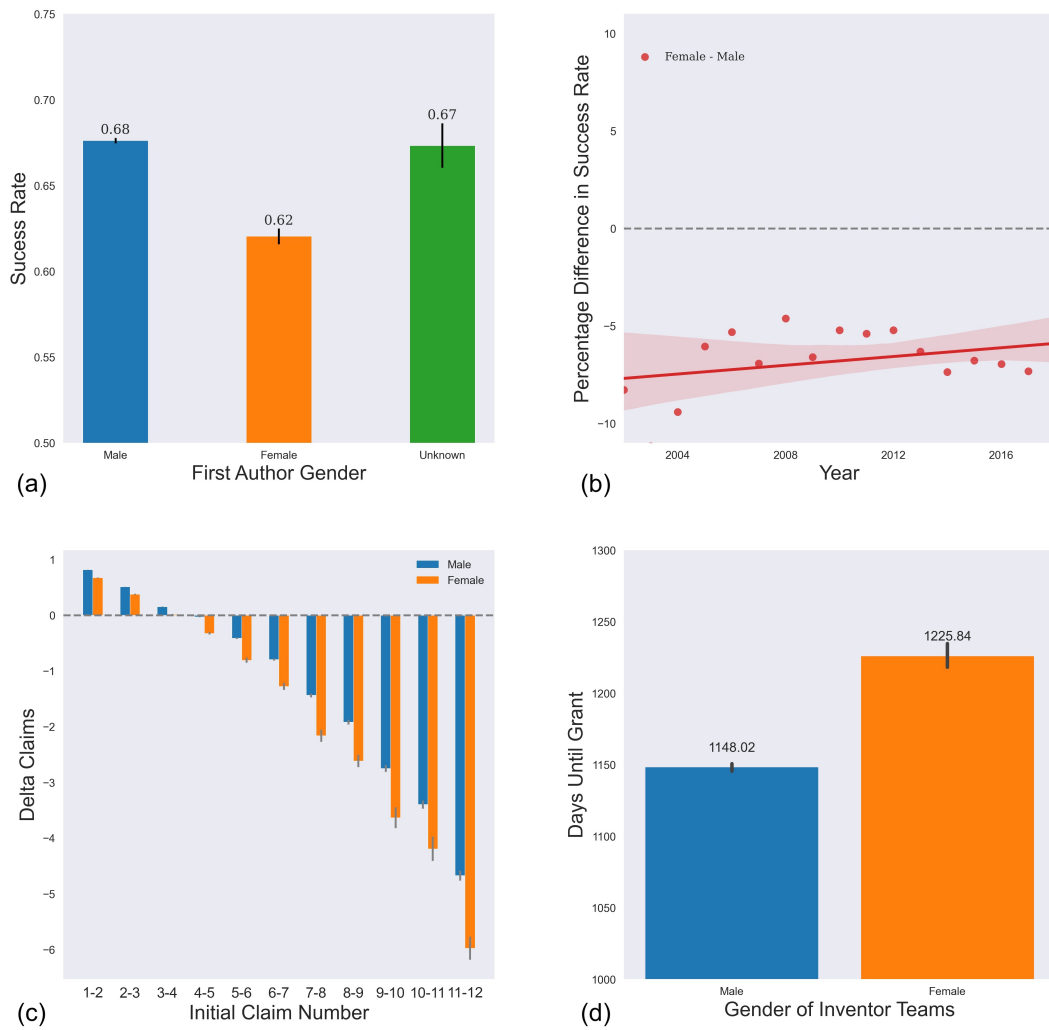 0.75
0.70
0.65
0.60
0.55
0.50
Sucess Rate
0.68
0.62
0.67
Male
Female
Unknown
First Author Gender
(a)
10
5
0
−5
−10
Percentage Difference in Success Rate
Female - Male
2004
2008
2012
2016
Year
(b)
1
0
−1
−2
−3
−4
−5
−6
Delta Claims
Male
Female
1-2 2-3 3-4 4-5 5-6 6-7 7-8 8-9 9-10 10-11 11-12
Initial Claim Number
(c)
1300
1250
1200
1150
1100
1050
1000
Days Until Grant
1148.02
1225.84
Male
Female
Gender of Inventor Teams
(d)